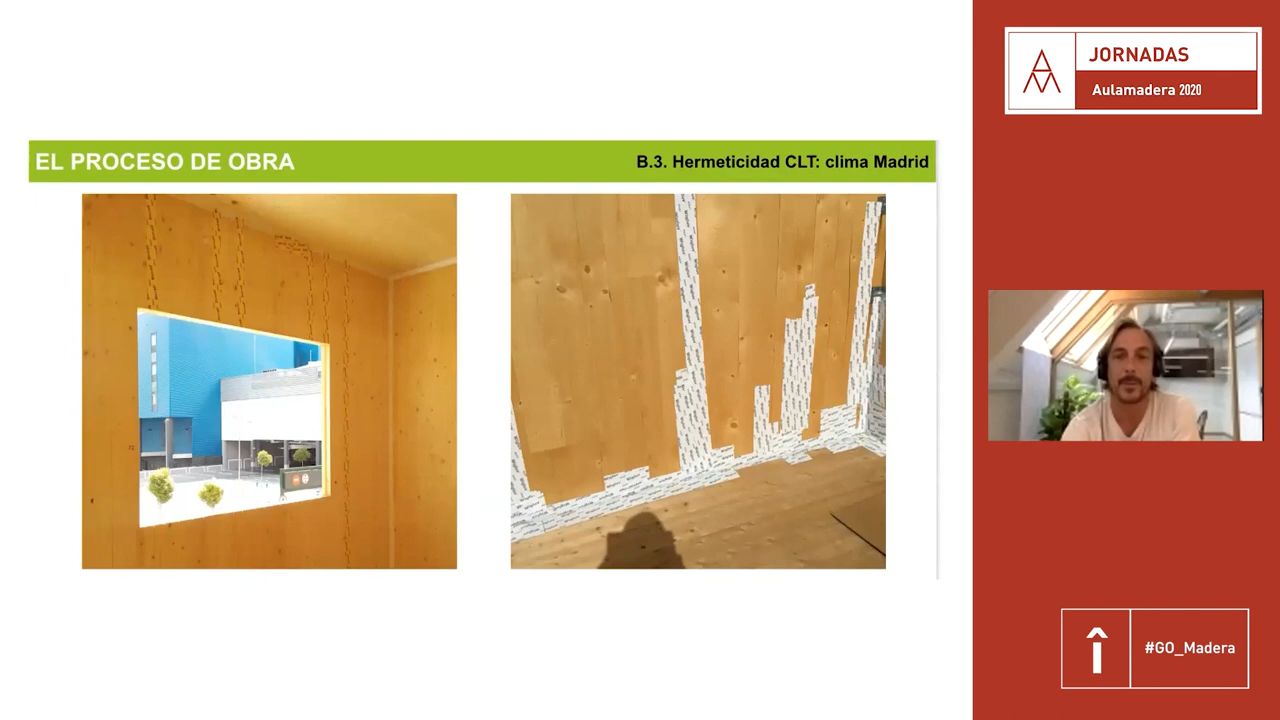 EL PROCESO DE OBRA
B.3. Hermeticidad CLT: clima Madrid
JORNADAS
Aulamadera 2020
#GO_Madera